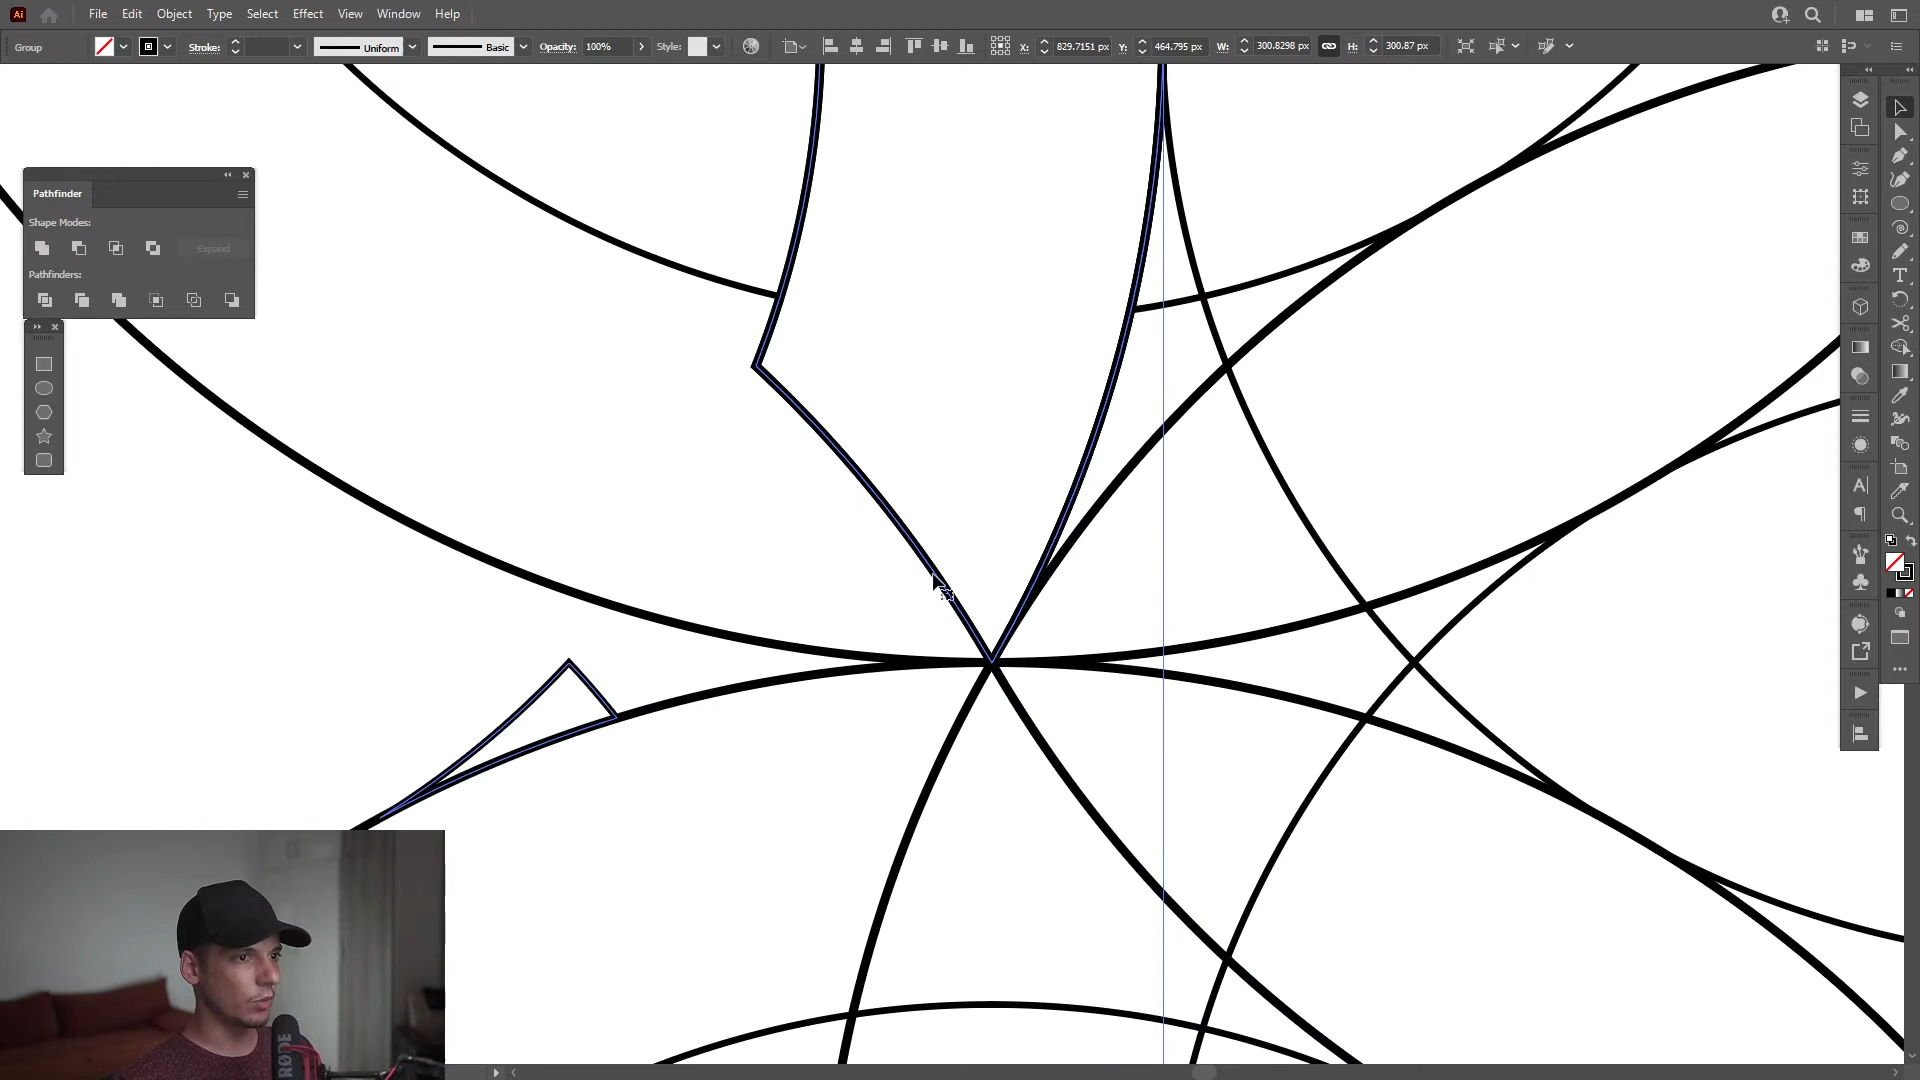 Ai File Edit Object Type Select Effect View Window Help
Group Stroke: Uniform Basic Opacity: 100% Style: X: 829.7151 px Y: 464.795 px W: 300.8298 px H: 300.87 px
Pathfinder
Shape Modes:
Expand
Pathfinders:
RØDE